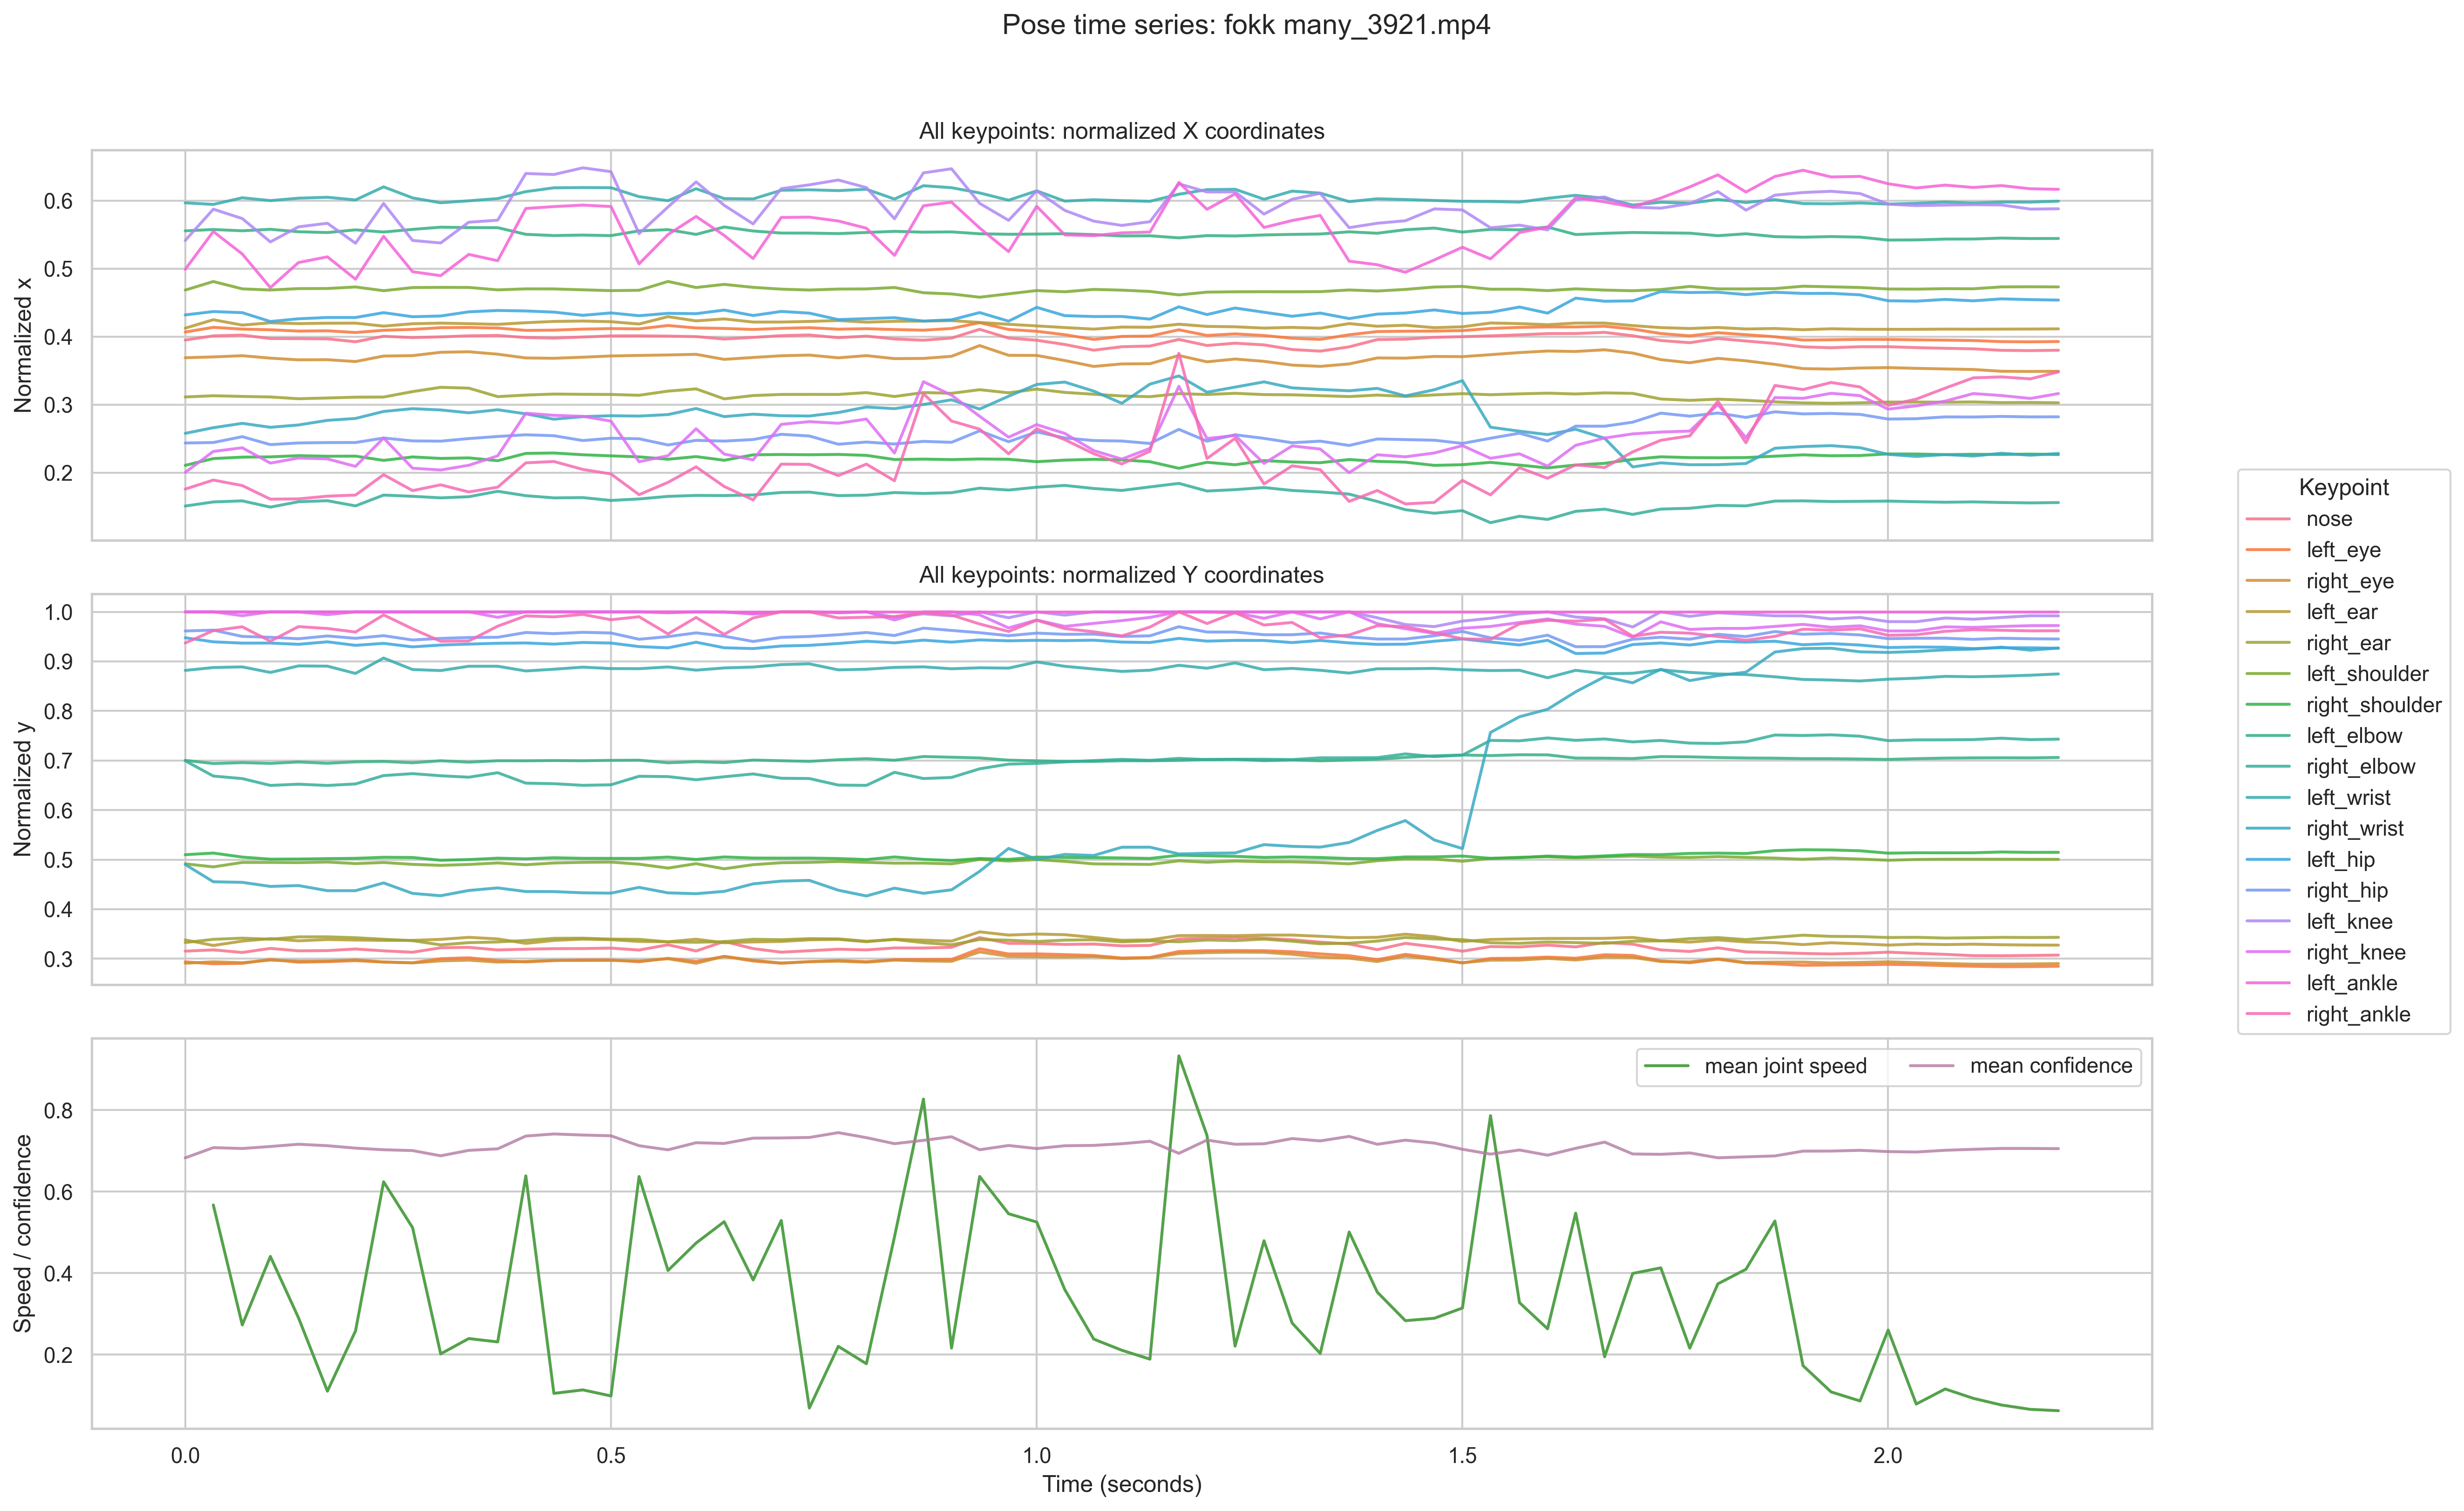 Pose time series: fokk many_3921.mp4
All keypoints: normalized X coordinates
Normalized x
0.6
0.5
0.4
0.3
0.2
All keypoints: normalized Y coordinates
Normalized y
1.0
0.9
0.8
0.7
0.6
0.5
0.4
0.3
Keypoint
nose
left_eye
right_eye
left_ear
right_ear
left_shoulder
right_shoulder
left_elbow
right_elbow
left_wrist
right_wrist
left_hip
right_hip
left_knee
right_knee
left_ankle
right_ankle
mean joint speed
mean confidence
Speed / confidence
0.8
0.6
0.4
0.2
0.0
0.5
1.0
1.5
2.0
Time (seconds)